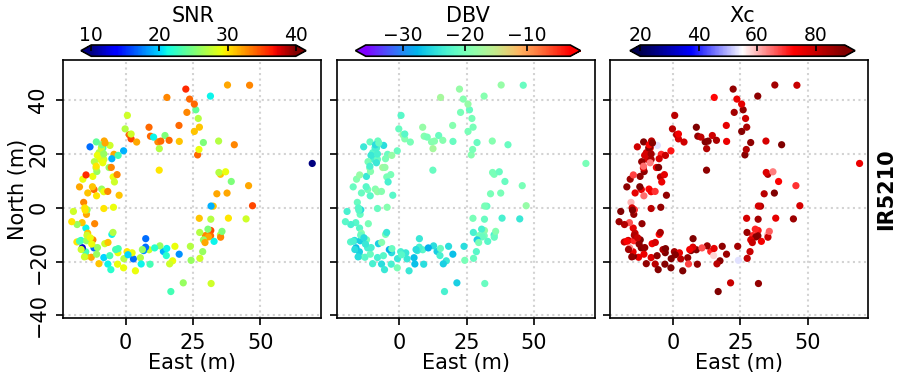 SNR DBV Xc
10 20 30 40 −30 −20 −10 20 40 60 80
40
20
0
−20
−40
North (m)
0 25 50 0 25 50 0 25 50
East (m) East (m) East (m)
IR5210